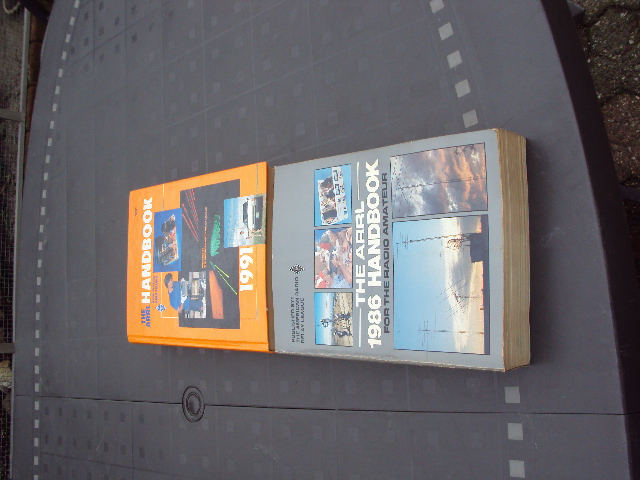 THE
ARRL
HANDBOOK
1991
PUBLISHED BY:
THE AMERICAN RADIO
RELAY LEAGUE
THE ARRL
1986 HANDBOOK
FOR THE RADIO AMATEUR